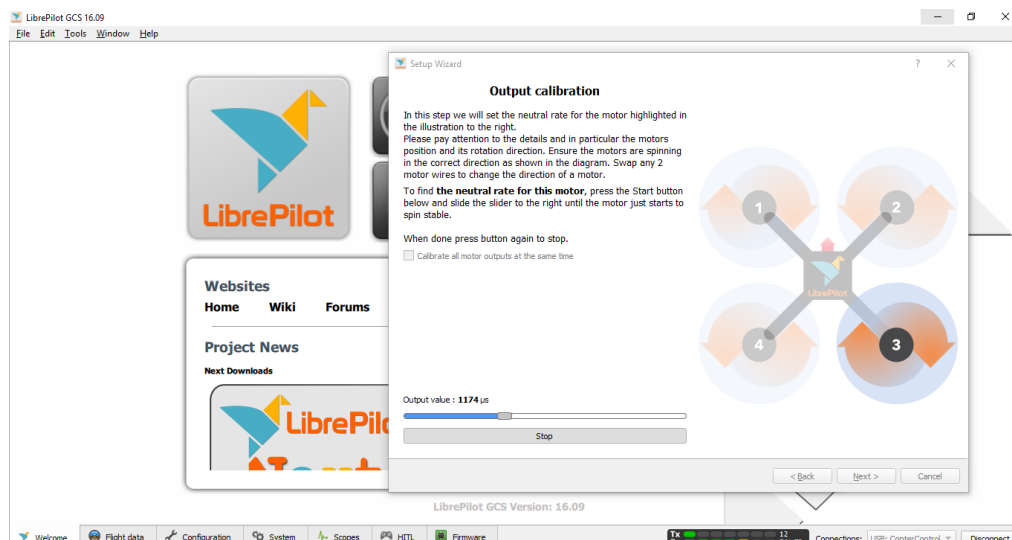 LibrePilot GCS 16.09
File Edit Tools Window Help
LibrePilot
Websites
Home Wiki Forums
Project News
Next Downloads
LibrePilo
Setup Wizard
Output calibration
In this step we will set the neutral rate for the motor highlighted in
the illustration to the right.
Please pay attention to the details and in particular the motors
position and its rotation direction. Ensure the motors are spinning
in the correct direction as shown in the diagram. Swap any 2
motor wires to change the direction of a motor.
To find the neutral rate for this motor, press the Start button
below and slide the slider to the right until the motor just starts to
spin stable.
When done press button again to stop.
Calibrate all motor outputs at the same time
1
2
LibrePilot
4
3
Output value : 1174 µs
Stop
< Back Next > Cancel
LibrePilot GCS Version: 16.09
Welcome Flight data Configuration System Scopes HITL Firmware Tx 12 Connections: USB: CopterControl Disconnect